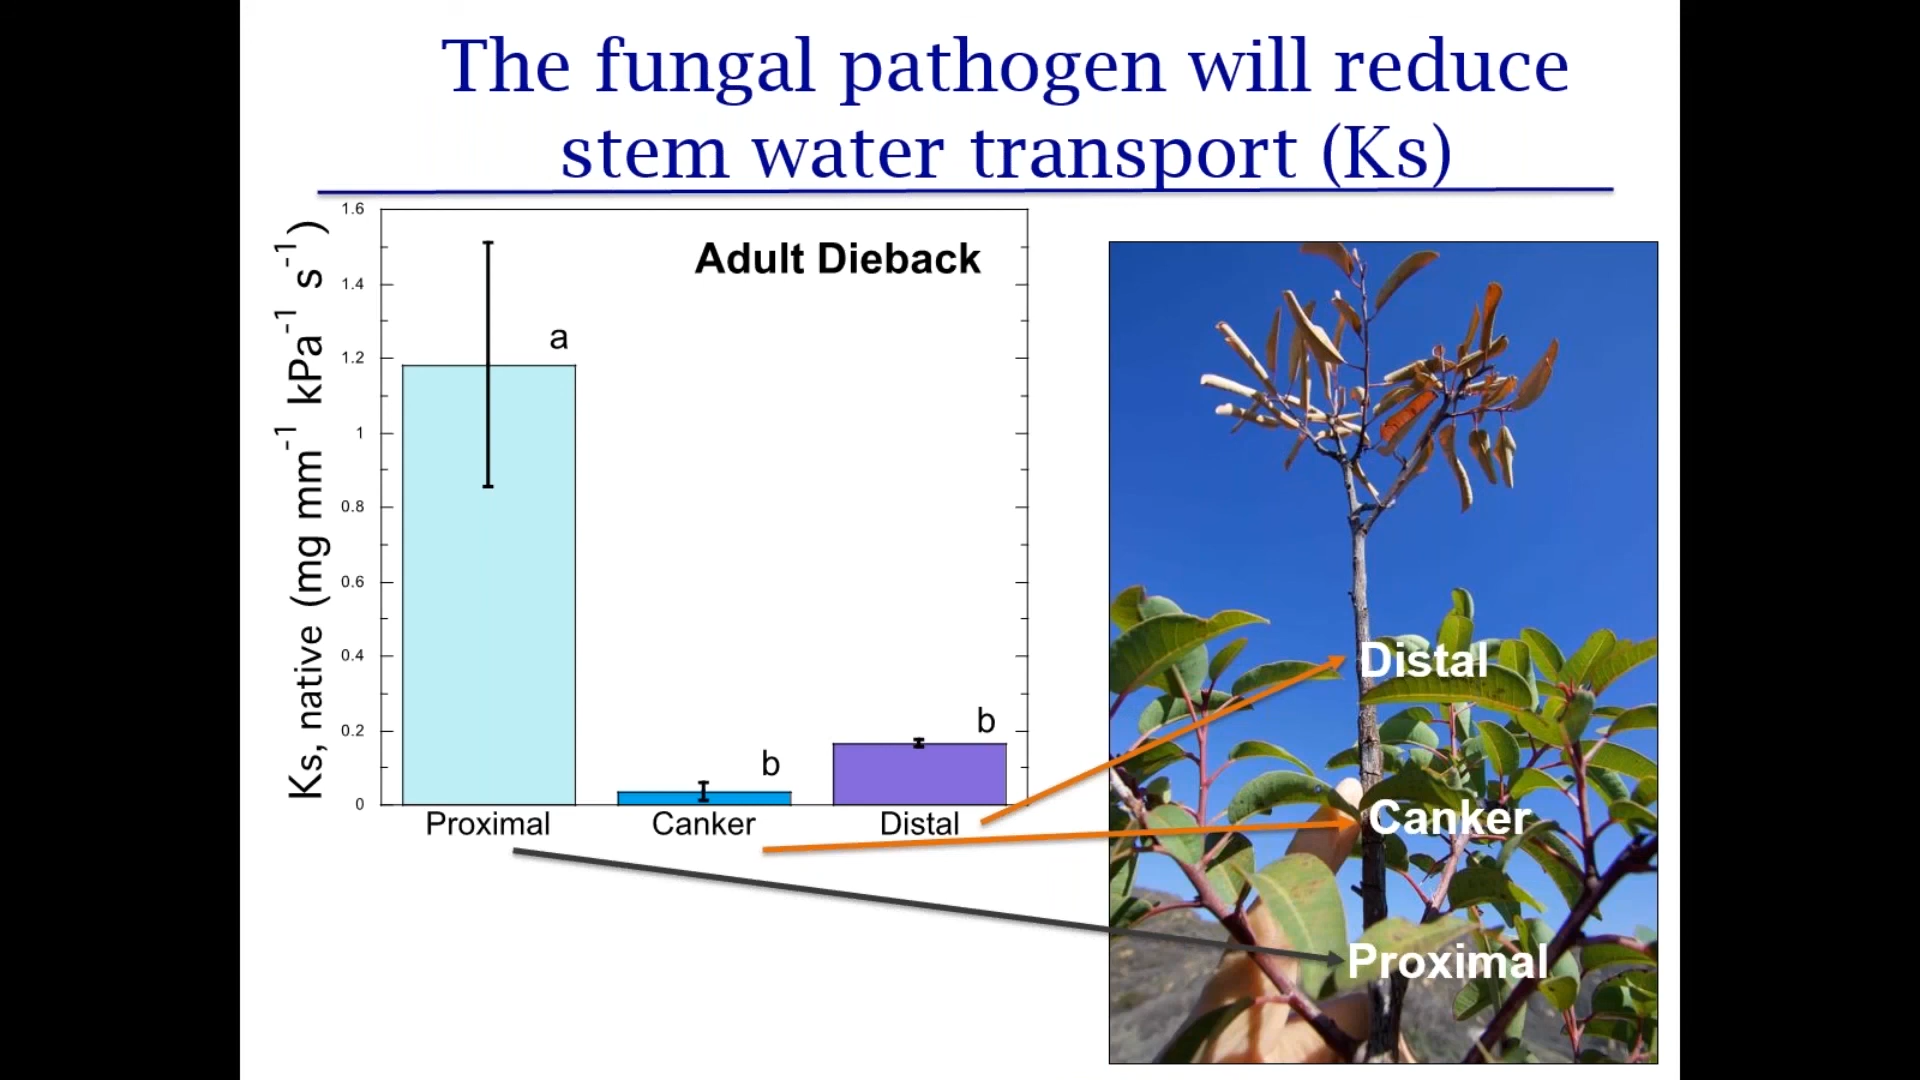 The fungal pathogen will reduce
stem water transport (Ks)
Ks, native (mg mm⁻¹ kPa⁻¹ s⁻¹)
1.6
1.4
1.2
1
0.8
0.6
0.4
0.2
0
Adult Dieback
a
b
b
Proximal Canker Distal
Distal
Canker
Proximal